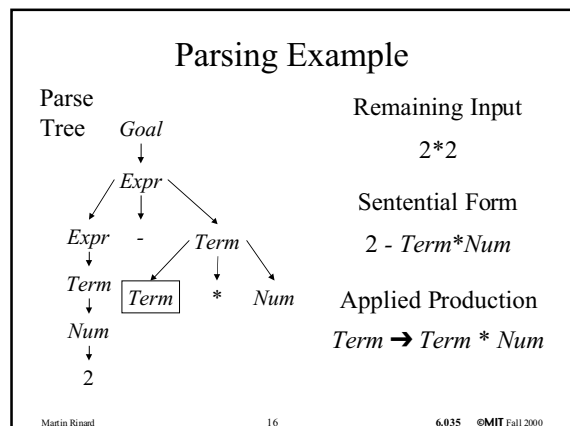 Parsing Example
Parse
Tree
Goal
Expr
Expr - Term
Term Term * Num
Num
2
Remaining Input
2*2
Sentential Form
2 - Term*Num
Applied Production
Term ➔ Term * Num
Martin Rinard 16 6.035 ©MIT Fall 2000